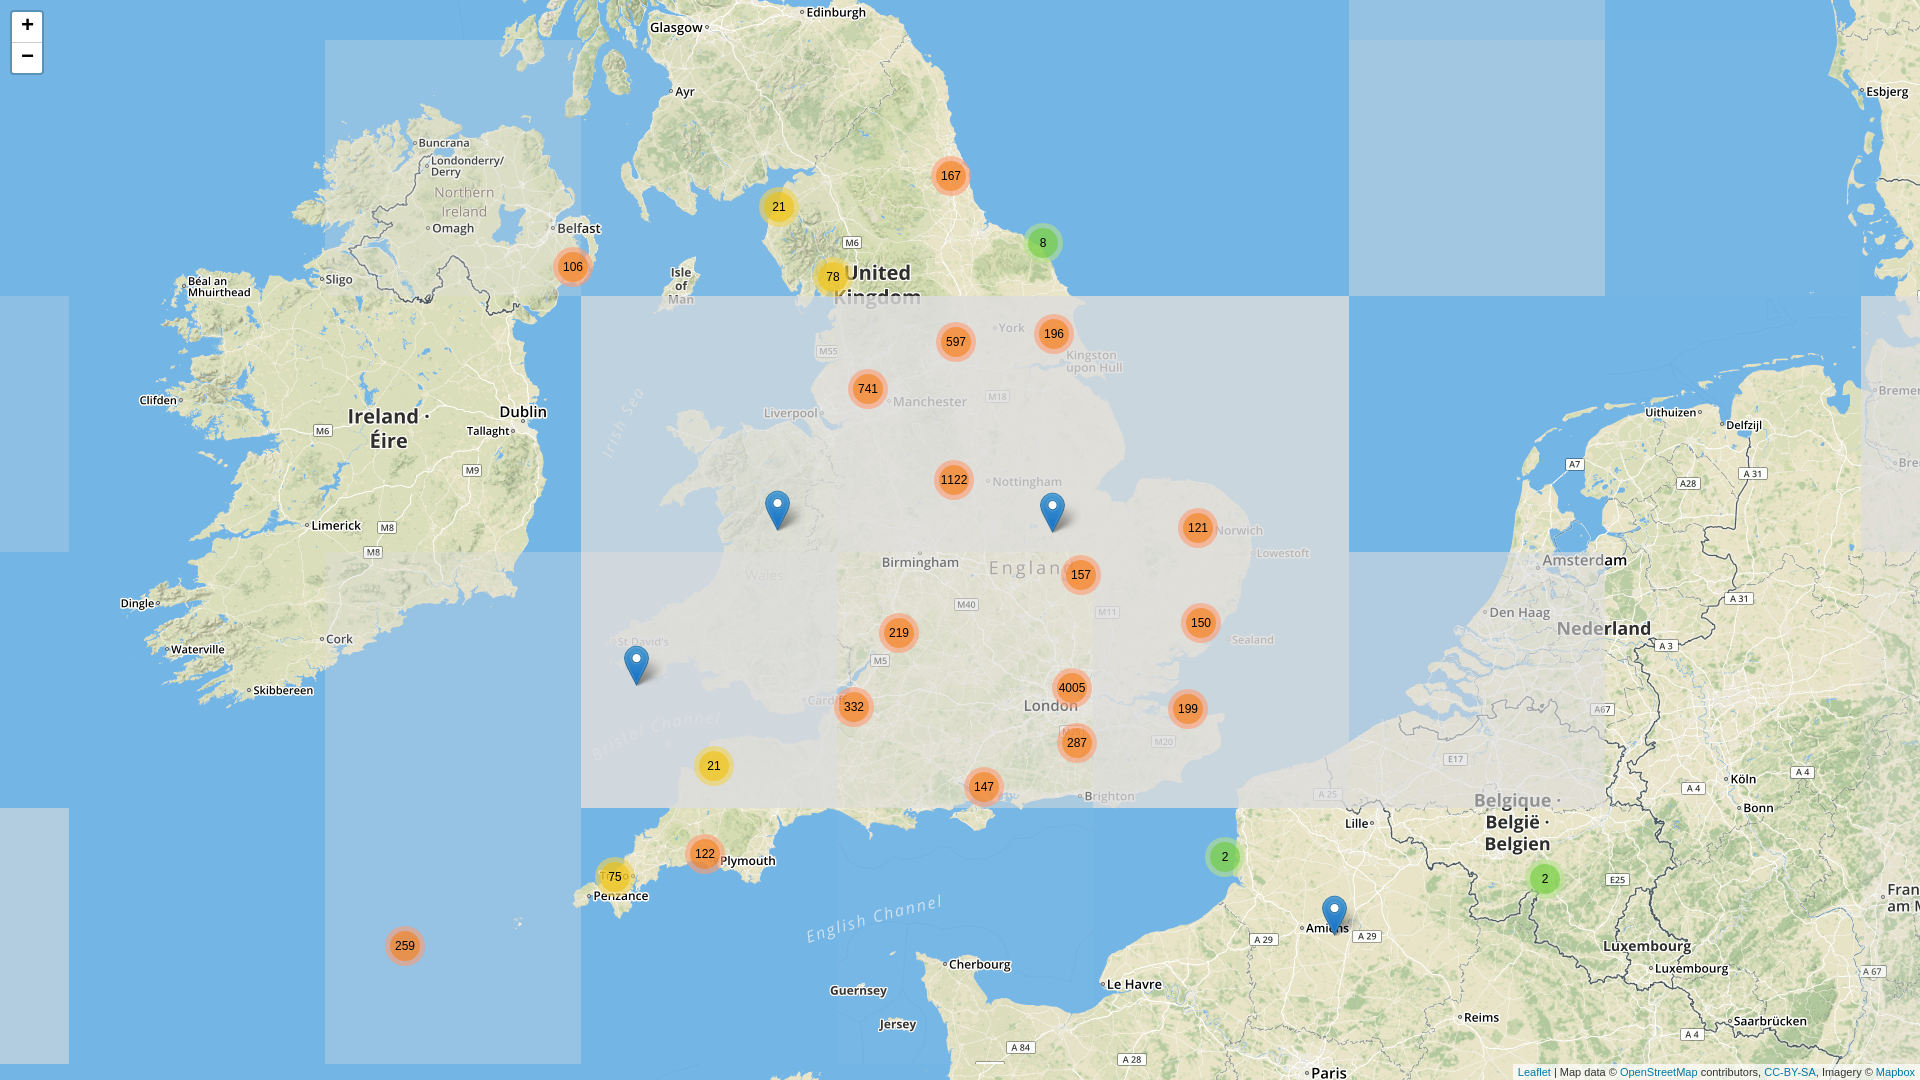 +
−
Edinburgh
Glasgow
Ayr
Esbjerg
Buncrana
Londonderry/
Derry
Northern
Ireland
Omagh
Belfast
Sligo
Béal an
Mhuirthead
106
167
21
8
M6
78
United
Kingdom
Isle
of
Man
York
196
597
M55
Kingston
upon Hull
741
Manchester
M18
Liverpool
Irish Sea
Clifden
Dublin
Ireland ·
Éire
M6
Tallaght
M9
Uithuizen
Delfzijl
A7
A 31
A28
1122
Nottingham
Limerick
M8
M8
121
Norwich
Lowestoft
Birmingham
England
157
Wales
Amsterdam
A 31
Dingle
M40
M11
Den Haag
219
150
Nederland
Cork
St David's
Sealand
A 3
Waterville
M5
Skibbereen
4005
Cardiff
332
London
199
A67
Bristol Channel
287
M20
E17
21
147
Brighton
A 25
Köln
A 4
A 4
Bonn
Belgique ·
België ·
Belgien
Lille
122
Plymouth
2
75
Penzance
2
E25
English Channel
259
Amiens
A 29
A 29
Luxembourg
Luxembourg
A 67
Cherbourg
Le Havre
Guernsey
Jersey
Reims
Saarbrücken
A 84
A 28
A 4
Paris
Leaflet | Map data © OpenStreetMap contributors, CC-BY-SA, Imagery © Mapbox